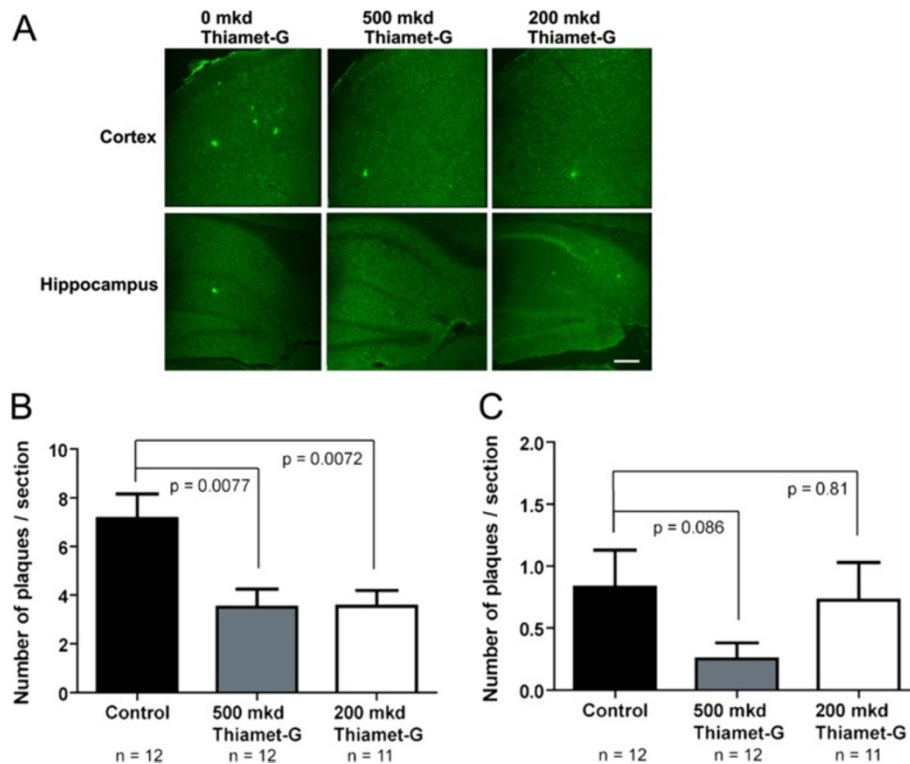 A
0 mkd
Thiamet-G
500 mkd
Thiamet-G
200 mkd
Thiamet-G
Cortex
Hippocampus
B
Number of plaques / section
10
8
6
4
2
0
p = 0.0072
p = 0.0077
Control
500 mkd
Thiamet-G
200 mkd
Thiamet-G
n = 12
n = 12
n = 11
C
Number of plaques / section
2.0
1.5
1.0
0.5
0.0
p = 0.81
p = 0.086
Control
500 mkd
Thiamet-G
200 mkd
Thiamet-G
n = 12
n = 12
n = 11